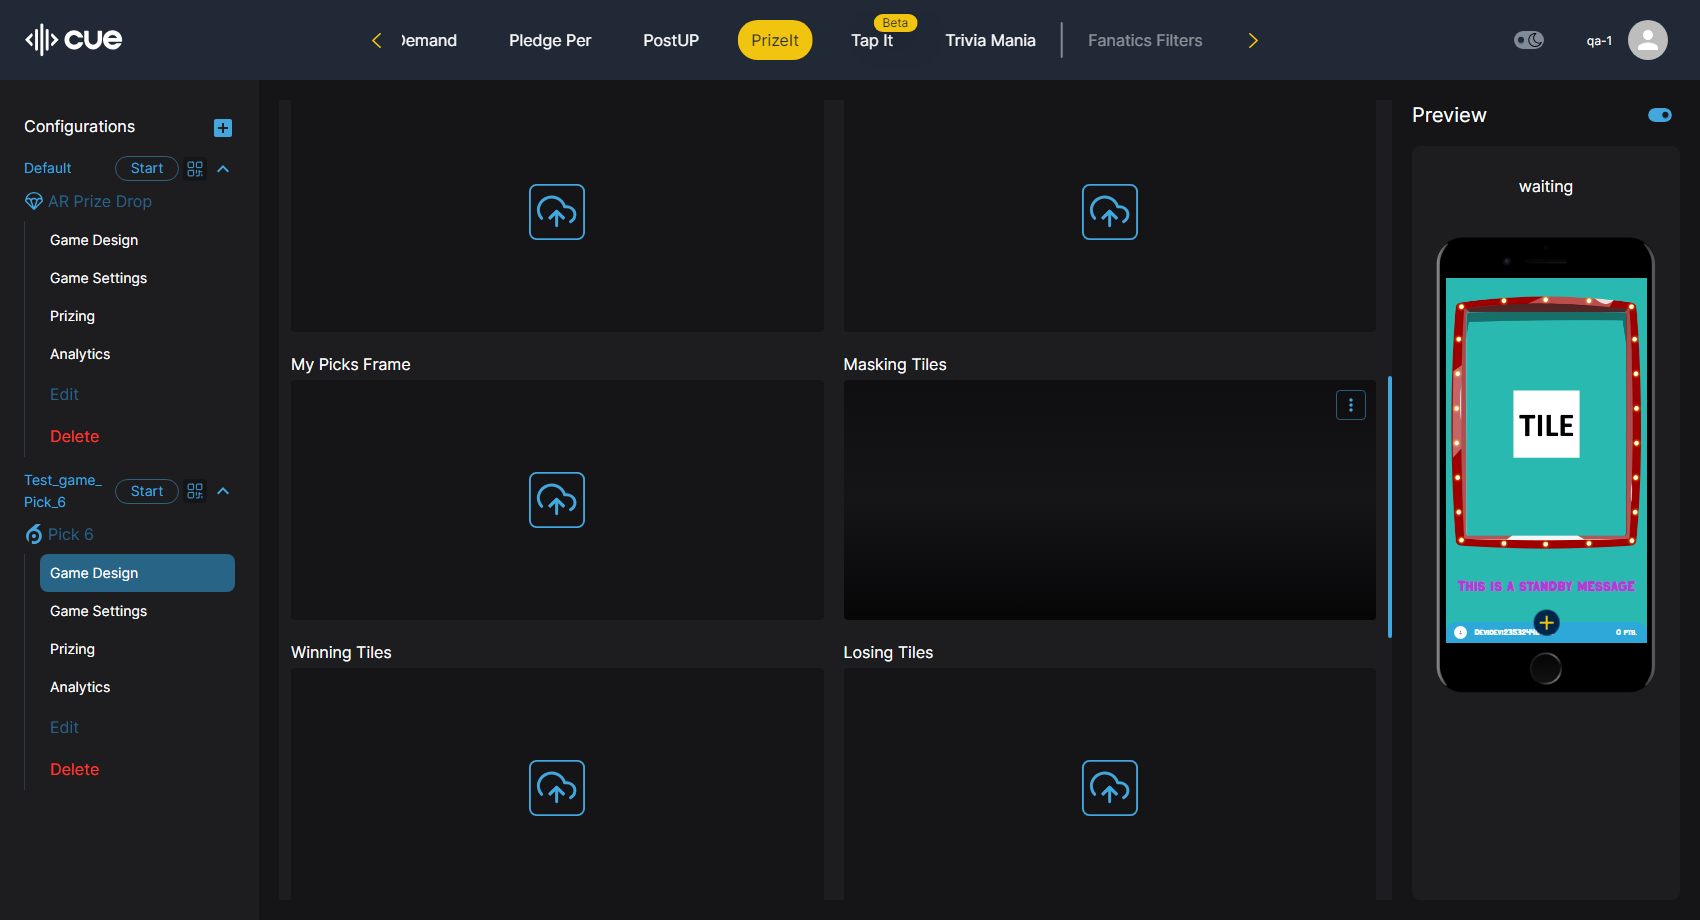 cue
Demand
Pledge Per
PostUP
PrizeIt
Beta
Tap It
Trivia Mania
Fanatics Filters
qa-1
Configurations
Default
Start
AR Prize Drop
Game Design
Game Settings
Prizing
Analytics
Edit
Delete
Test_game_
Pick_6
Start
Pick 6
Game Design
Game Settings
Prizing
Analytics
Edit
Delete
My Picks Frame
Masking Tiles
Winning Tiles
Losing Tiles
Preview
waiting
TILE
THIS IS A STANDBY MESSAGE
0 PTS.